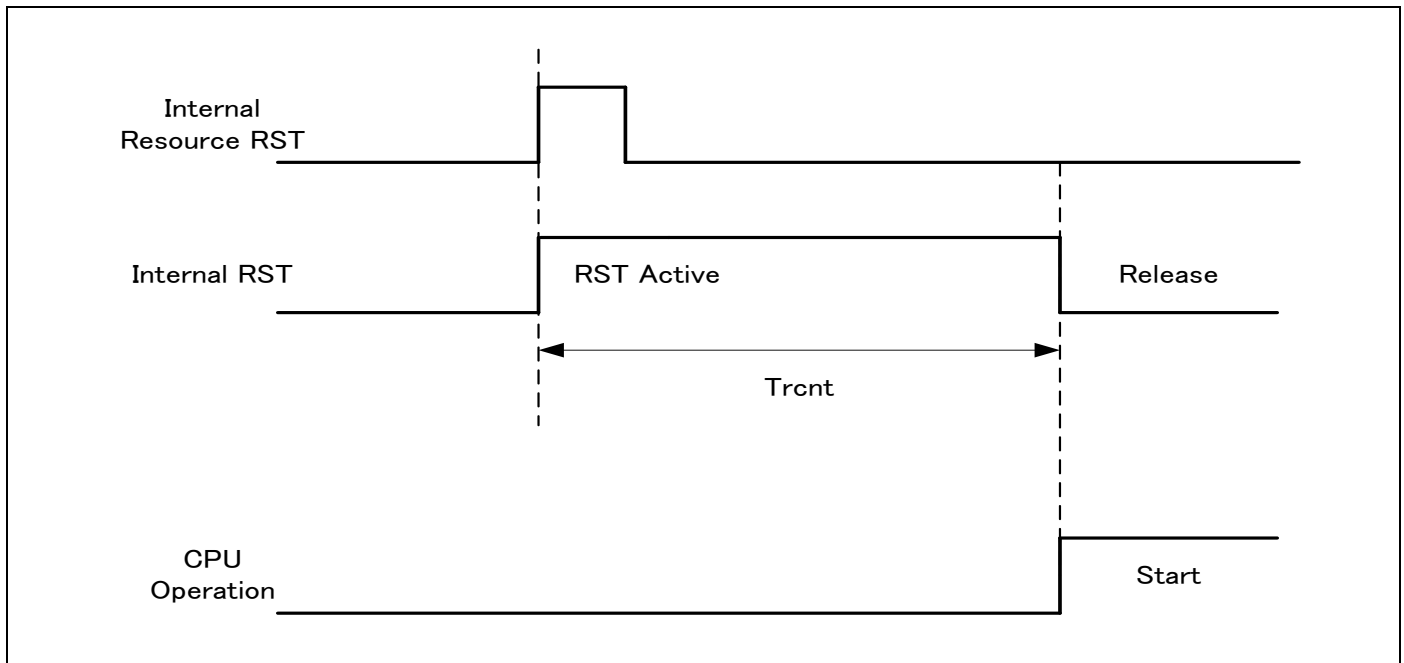 Internal
Resource RST
Internal RST
RST Active
Release
Trcnt
CPU
Operation
Start